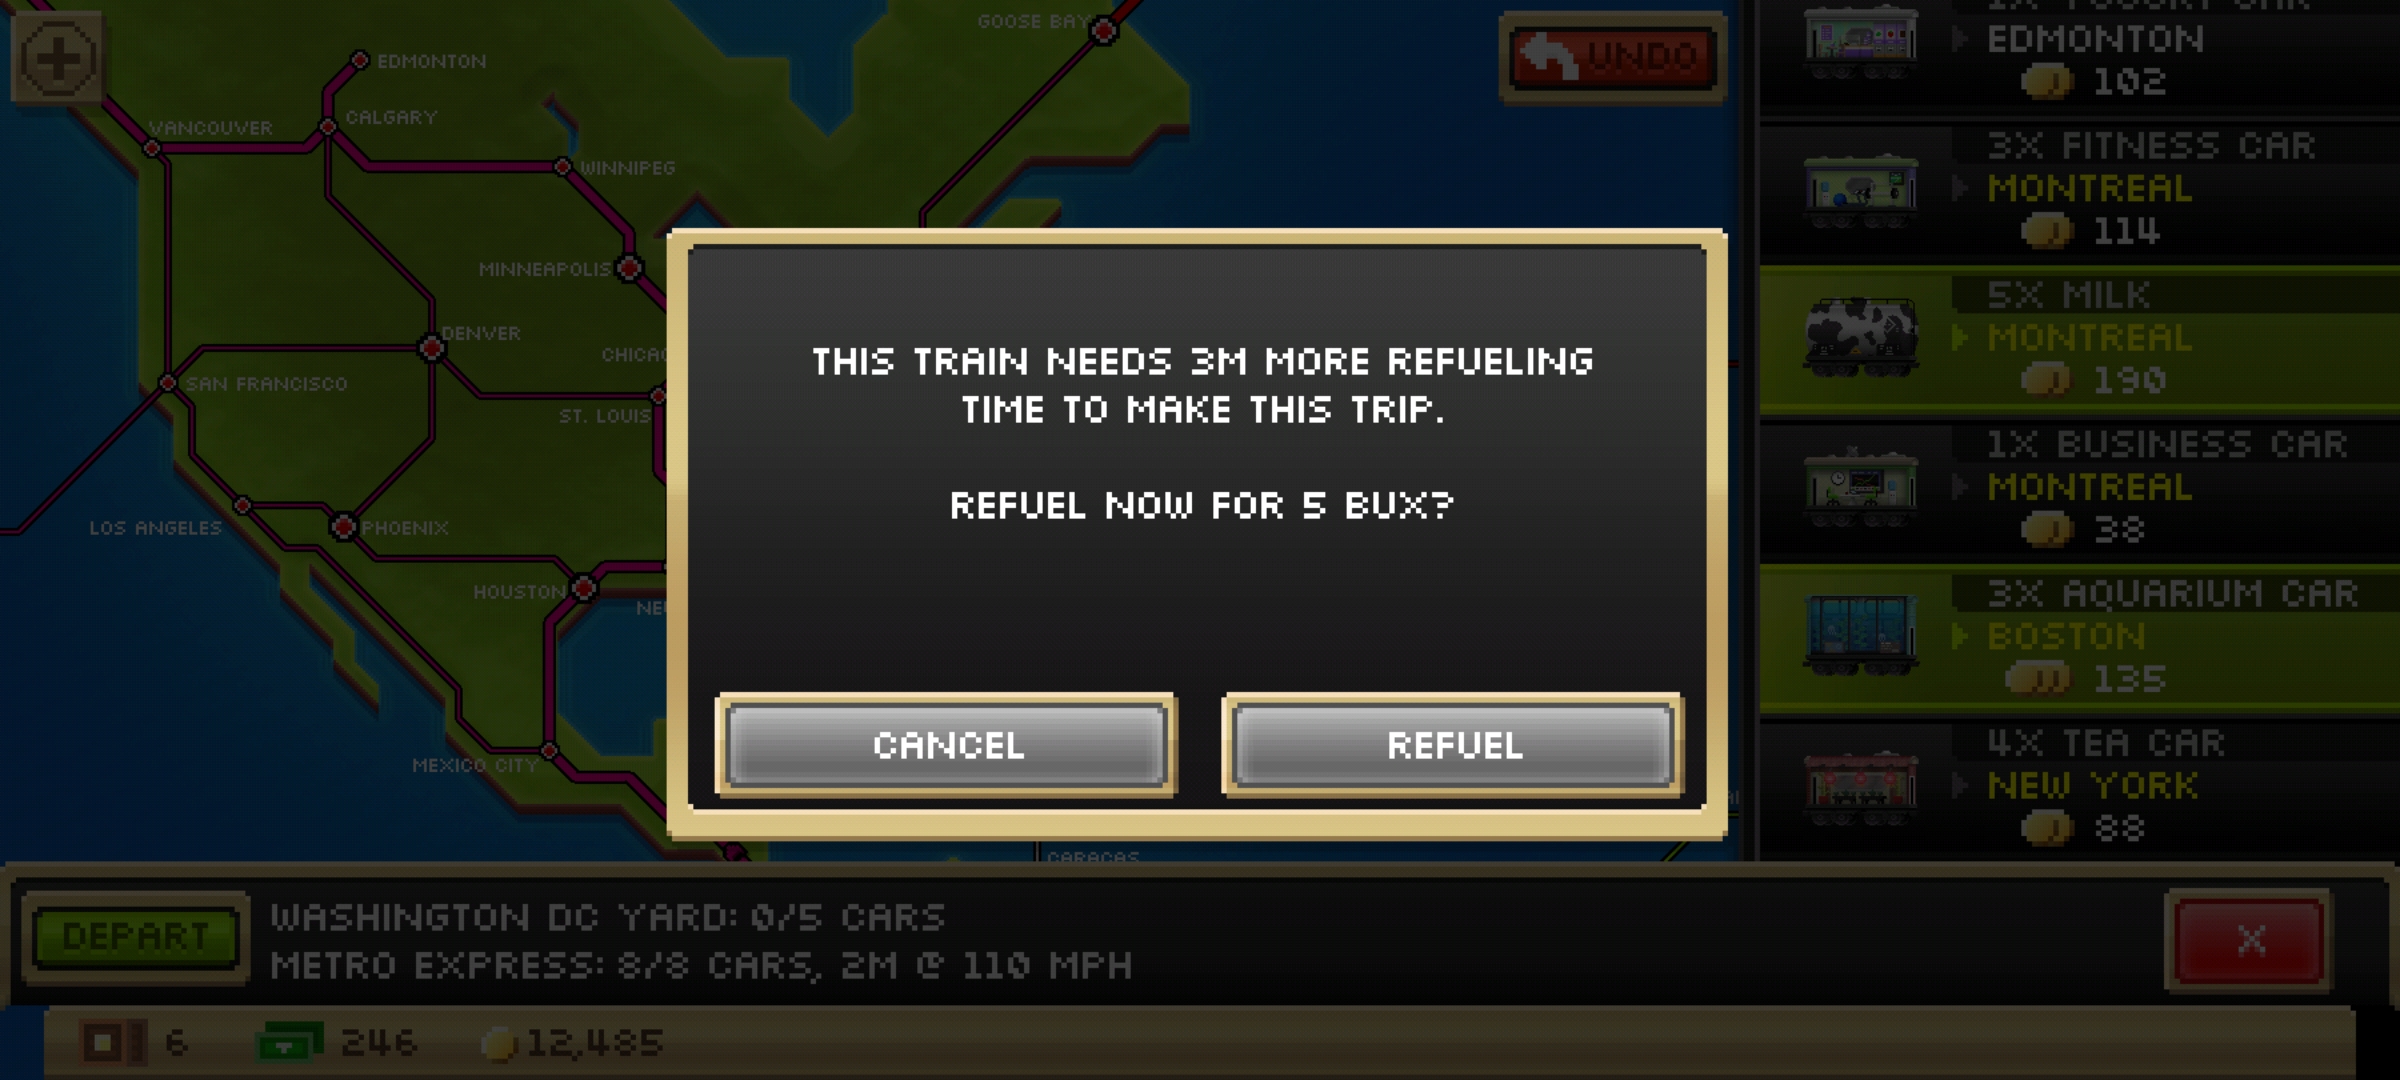 GOOSE BAY
EDMONTON
CALGARY
VANCOUVER
WINNIPEG
MINNEAPOLIS
DENVER
CHICAG
SAN FRANCISCO
ST. LOUIS
LOS ANGELES
PHOENIX
HOUSTON
NE
MEXICO CITY
CARACAS
UNDO
THIS TRAIN NEEDS 3M MORE REFUELING
TIME TO MAKE THIS TRIP.
REFUEL NOW FOR 5 BUX?
CANCEL
REFUEL
EDMONTON
102
3X FITNESS CAR
MONTREAL
114
5X MILK
MONTREAL
190
1X BUSINESS CAR
MONTREAL
38
3X AQUARIUM CAR
BOSTON
135
4X TEA CAR
NEW YORK
88
DEPART
WASHINGTON DC YARD: 0/5 CARS
METRO EXPRESS: 8/8 CARS, 2M @ 110 MPH
X
6
246
12,485